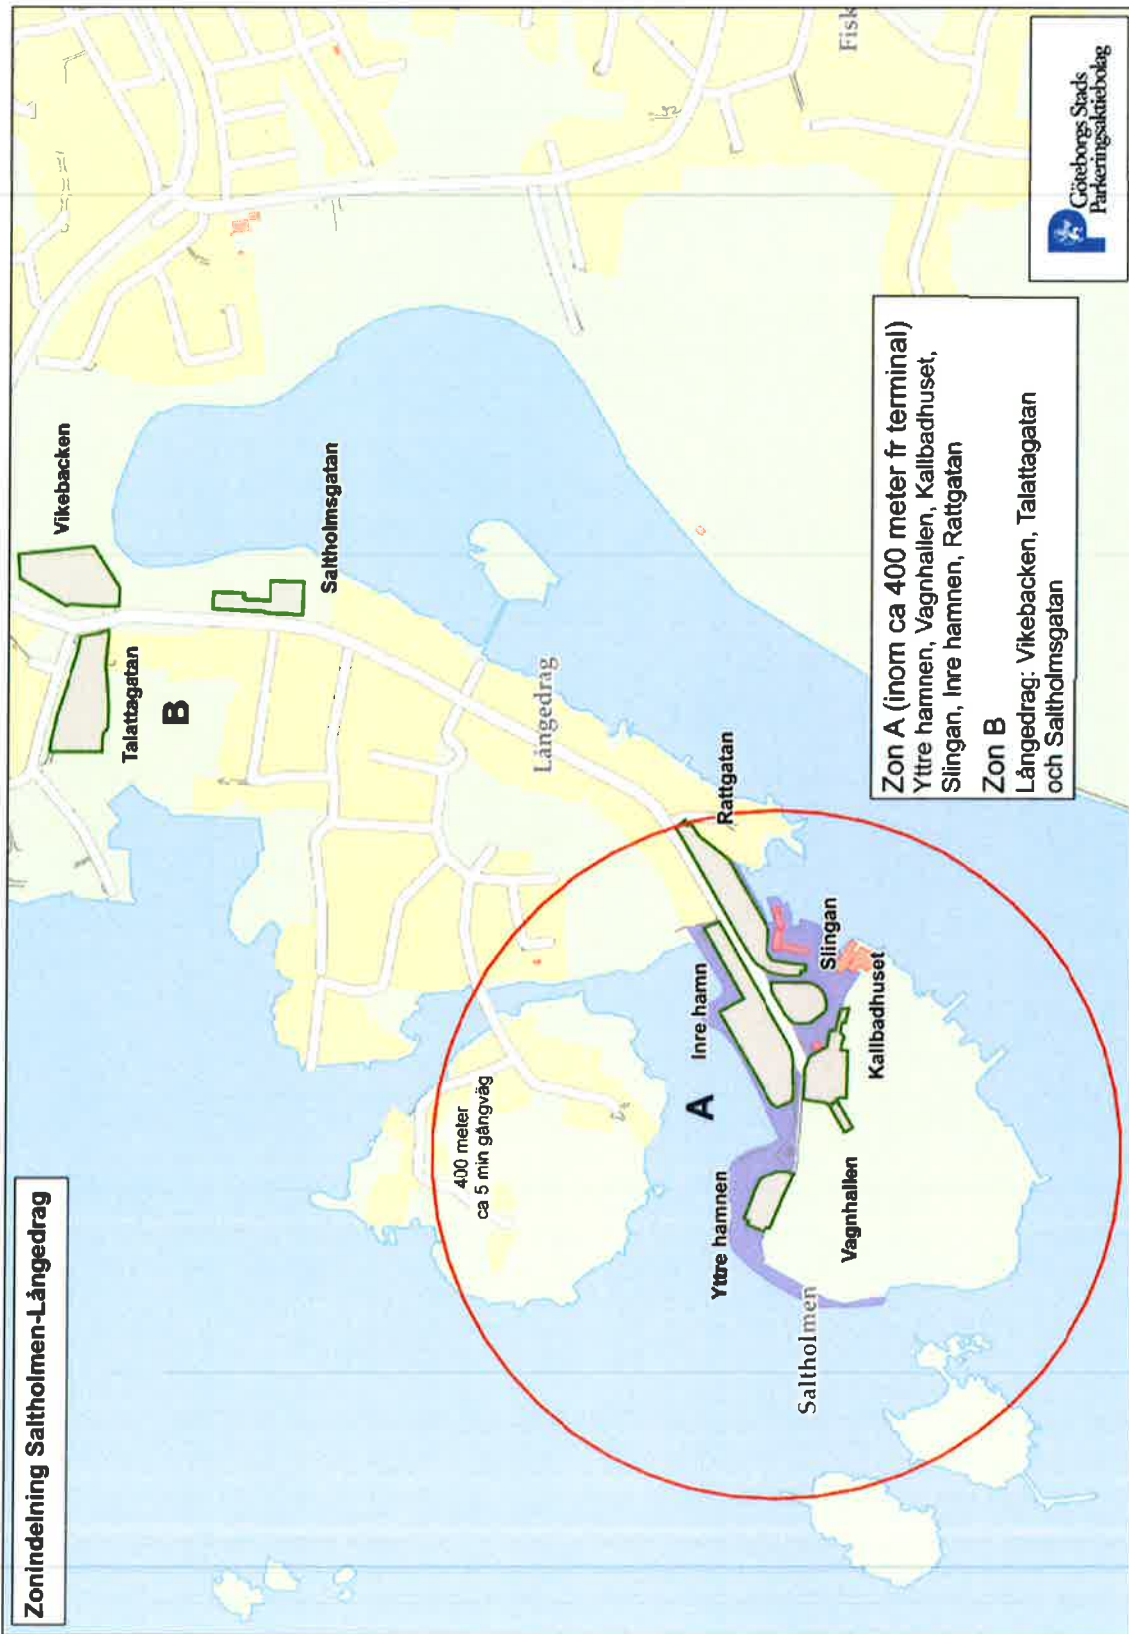 Zonindelning Saltholmen-Långedrag
Vikebacken
Talattagatan
B
Saltholmsgatan
Långedrag
Fisk
400 meter
ca 5 min gångväg
Rattgatan
Inre hamn
A
Slingan
Kallbadhuset
Yttre hamnen
Vagnhallen
Saltholmen
Zon A (inom ca 400 meter fr terminal)
Yttre hamnen, Vagnhallen, Kallbadhuset,
Slingan, Inre hamnen, Rattgatan
Zon B
Långedrag: Vikebacken, Talattagatan
och Saltholmsgatan
P
Göteborgs Stads
Parkeringsaktiebolag